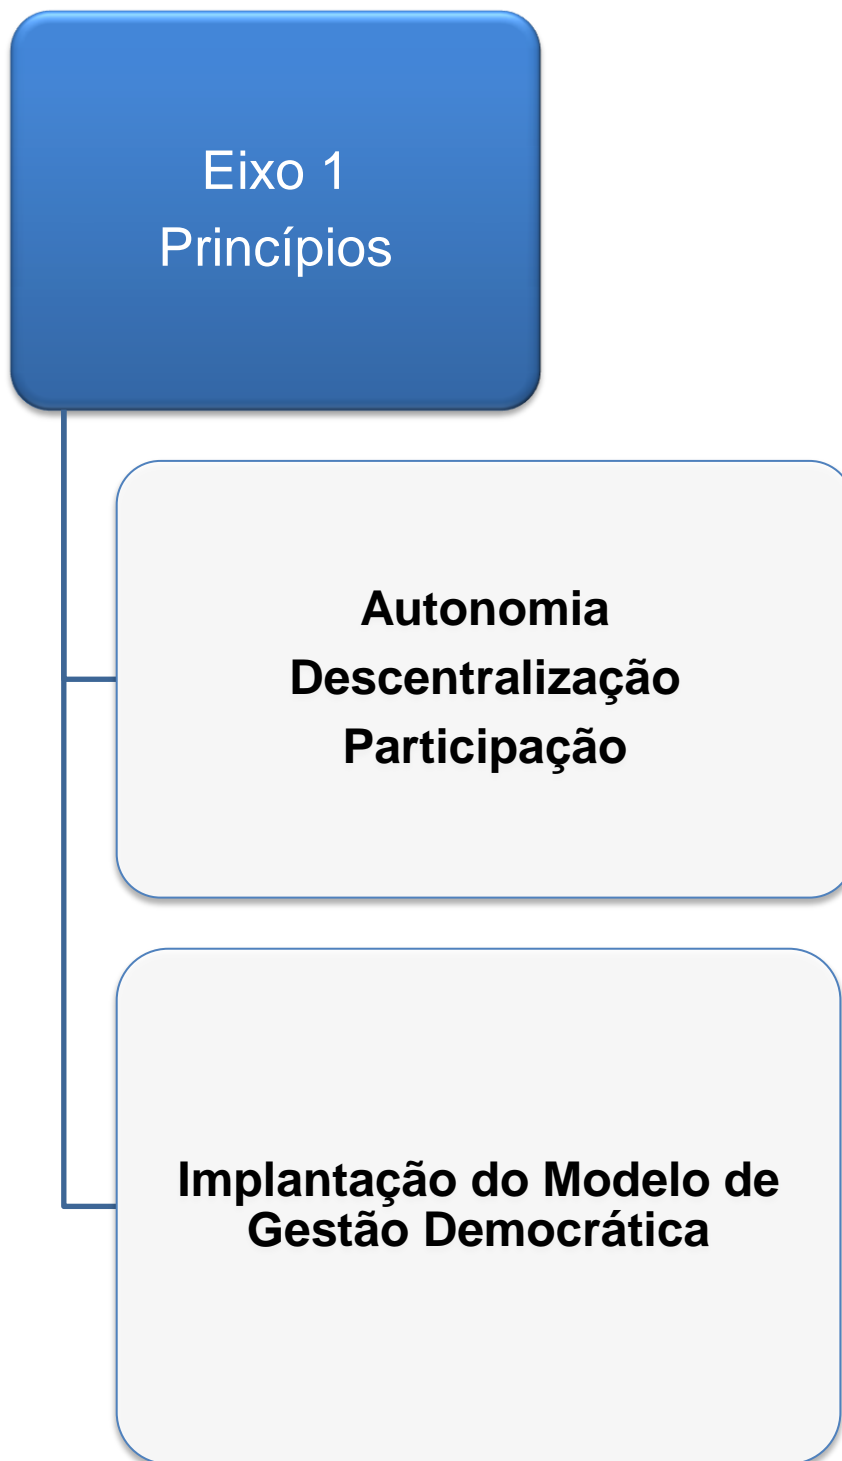 Eixo 1
Princípios
Autonomia
Descentralização
Participação
Implantação do Modelo de
Gestão Democrática